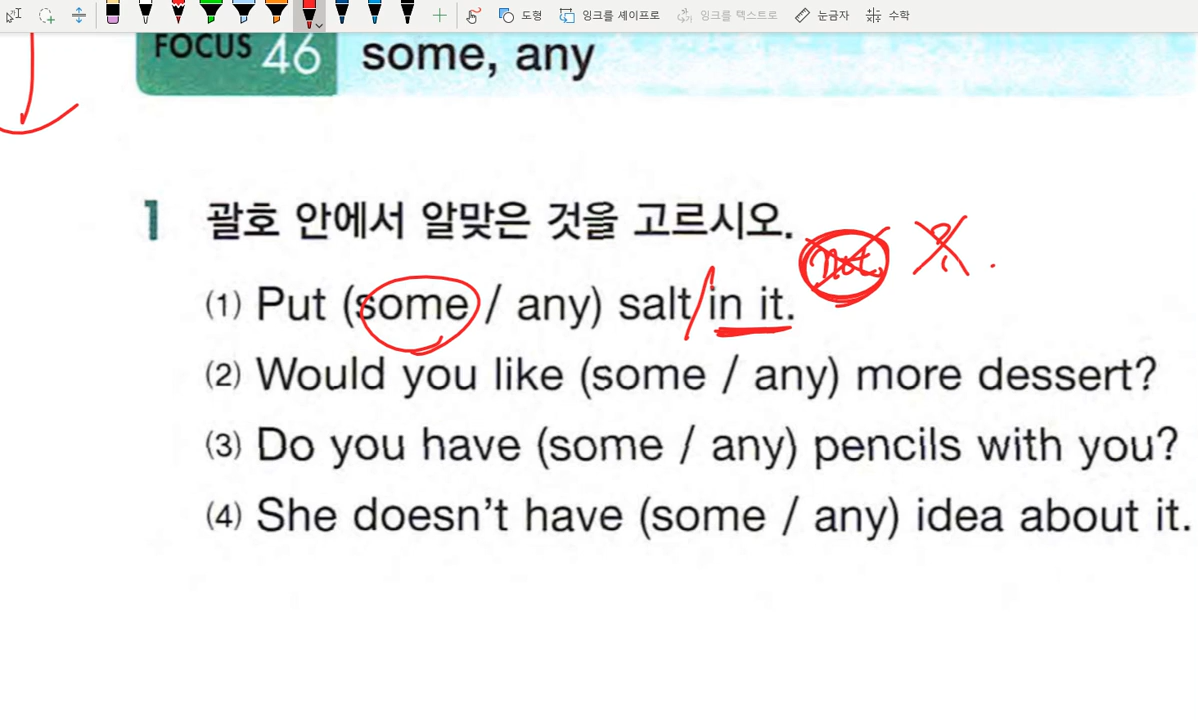 도형 잉크를 셰이프로 잉크를 텍스트로 눈금자 수학
FOCUS 46 some, any
1 괄호 안에서 알맞은 것을 고르시오.
not ?
(1) Put (some / any) salt/in it.
(2) Would you like (some / any) more dessert?
(3) Do you have (some / any) pencils with you?
(4) She doesn't have (some / any) idea about it.